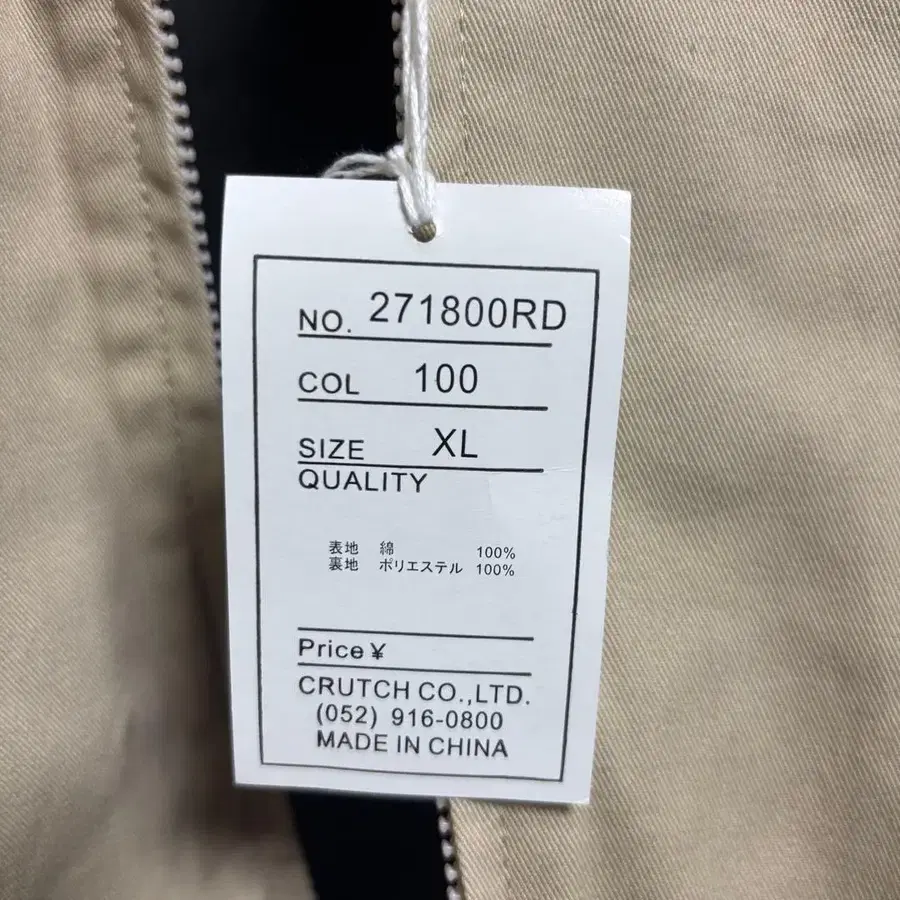 NO. 271800RD
COL 100
SIZE XL
QUALITY
表地 綿 100%
裏地 ポリエステル 100%
Price ¥
CRUTCH CO.,LTD.
(052) 916-0800
MADE IN CHINA